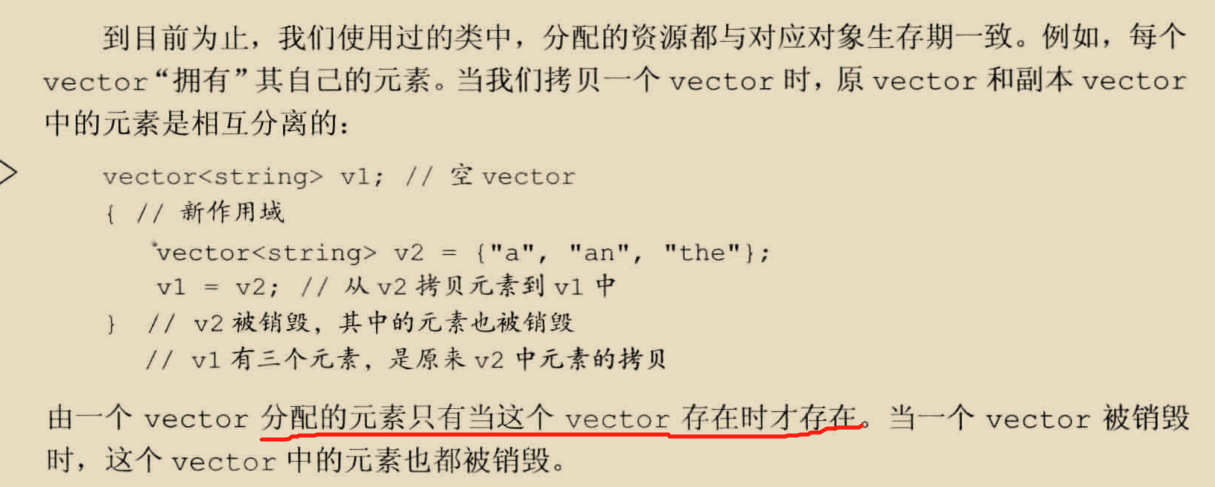 到目前为止，我们使用过的类中，分配的资源都与对应对象生存期一致。例如，每个
vector“拥有”其自己的元素。当我们拷贝一个 vector 时，原 vector 和副本 vector
中的元素是相互分离的：
vector<string> v1; // 空 vector
{ // 新作用域
vector<string> v2 = {"a", "an", "the"};
v1 = v2; // 从 v2 拷贝元素到 v1 中
} // v2 被销毁，其中的元素也被销毁
// v1 有三个元素，是原来 v2 中元素的拷贝
由一个 vector 分配的元素只有当这个 vector 存在时才存在。当一个 vector 被销毁
时，这个 vector 中的元素也都被销毁。